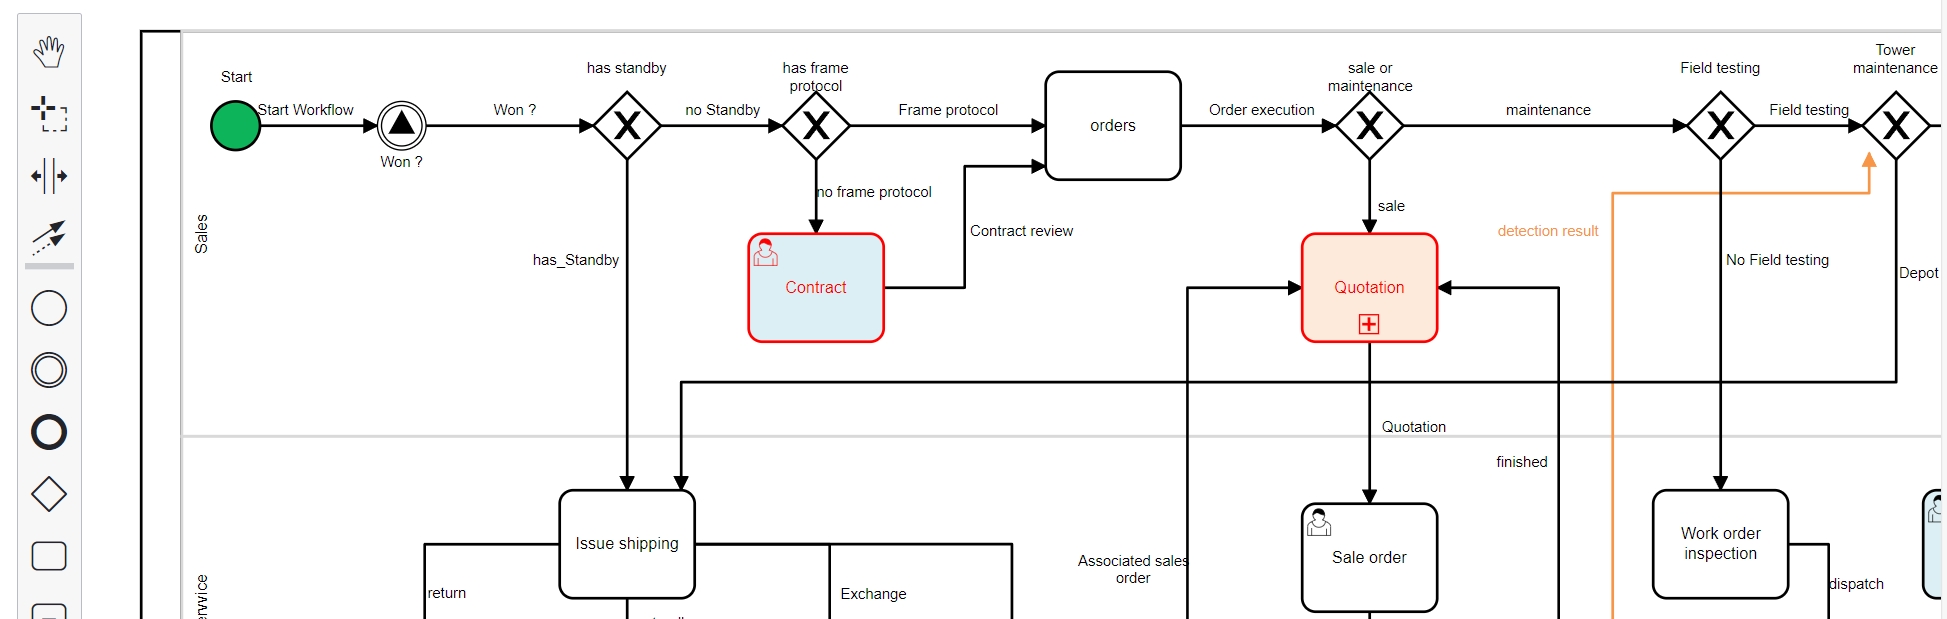 Start
has standby
has frame
protocol
sale or
maintenance
Field testing
Tower
maintenance
Start Workflow
Won ?
no Standby
Frame protocol
orders
Order execution
maintenance
Field testing
Won ?
no frame protocol
sale
Sales
Contract review
detection result
has_Standby
No Field testing
Depot
Contract
Quotation
Quotation
finished
Issue shipping
Work order
inspection
Sale order
Associated sales
order
return
Exchange
dispatch